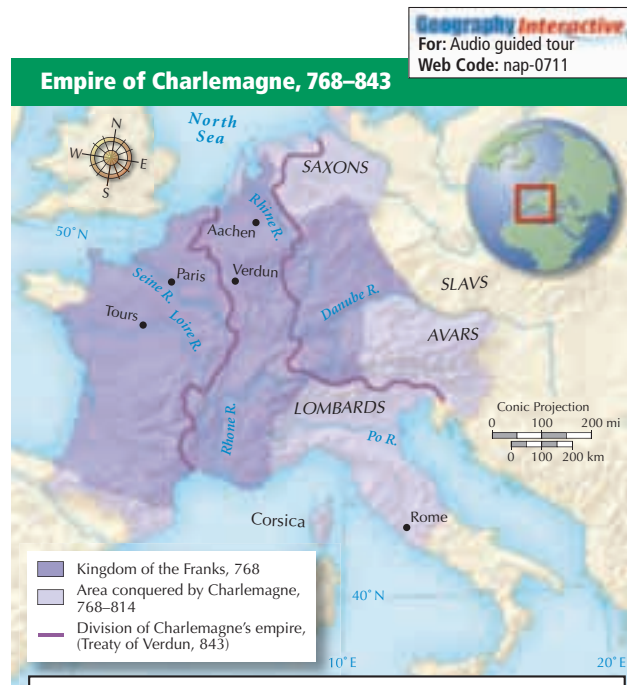 Geography Interactive
For: Audio guided tour
Web Code: nap-0711
Empire of Charlemagne, 768–843
North
Sea
N
W
E
S
SAXONS
Rhine R.
50°N
Aachen
Paris
Verdun
Seine R.
SLAVS
Danube R.
Tours
Loire R.
AVARS
LOMBARDS
Conic Projection
0 100 200 mi
0 100 200 km
Rhone R.
Po R.
Corsica
Rome
Kingdom of the Franks, 768
Area conquered by Charlemagne,
768–814
Division of Charlemagne's empire,
(Treaty of Verdun, 843)
40°N
10°E
20°E